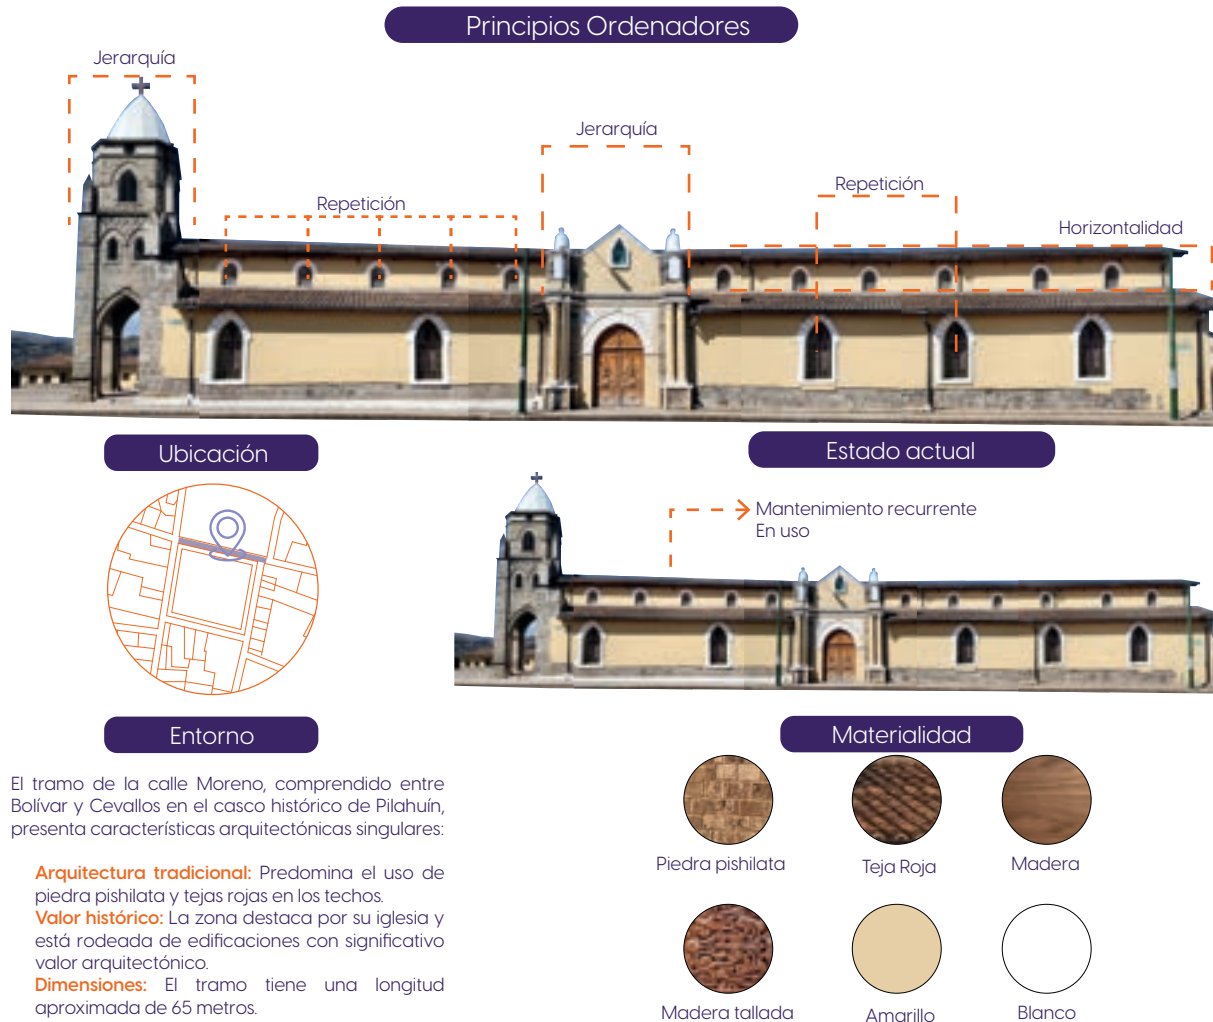 Principios Ordenadores
Jerarquía
Jerarquía
Repetición
Repetición
Horizontalidad
Ubicación
Estado actual
Mantenimiento recurrente
En uso
Entorno
El tramo de la calle Moreno, comprendido entre
Bolívar y Cevallos en el casco histórico de Pilahuín,
presenta características arquitectónicas singulares:
Arquitectura tradicional: Predomina el uso de
piedra pishilata y tejas rojas en los techos.
Valor histórico: La zona destaca por su iglesia y
está rodeada de edificaciones con significativo
valor arquitectónico.
Dimensiones: El tramo tiene una longitud
aproximada de 65 metros.
Materialidad
Piedra pishilata
Teja Roja
Madera
Madera tallada
Amarillo
Blanco